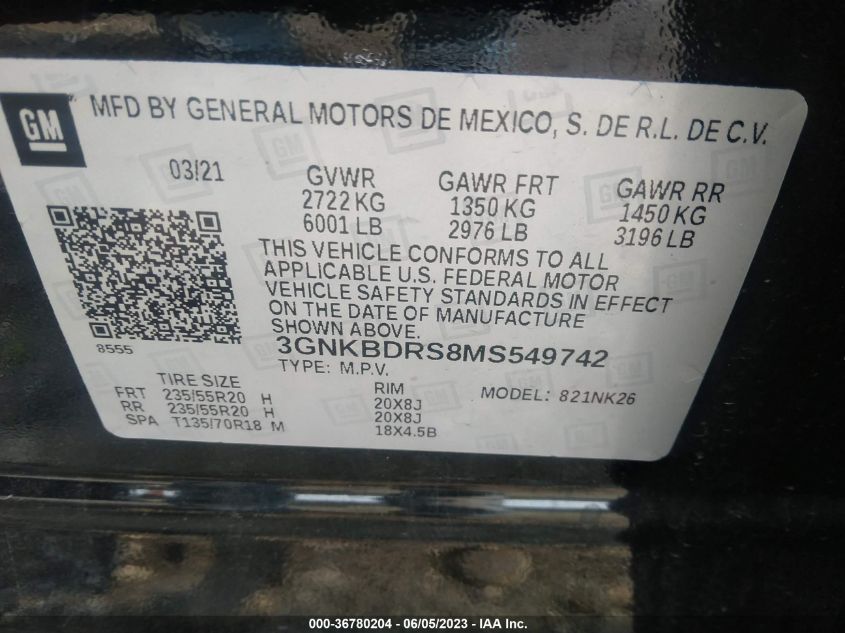 GM
MFD BY GENERAL MOTORS DE MEXICO, S. DE R.L. DE C.V.
03/21
GVWR GAWR FRT GAWR RR
2722 KG 1350 KG 1450 KG
6001 LB 2976 LB 3196 LB
THIS VEHICLE CONFORMS TO ALL
APPLICABLE U.S. FEDERAL MOTOR
VEHICLE SAFETY STANDARDS IN EFFECT
ON THE DATE OF MANUFACTURE
SHOWN ABOVE.
8555
3GNKBDRS8MS549742
TYPE: M.P.V.
MODEL: 821NK26
TIRE SIZE RIM
FRT 235/55R20 H 20X8J
RR 235/55R20 H 20X8J
SPA T135/70R18 M 18X4.5B
000-36780204 - 06/05/2023 - IAAI.com